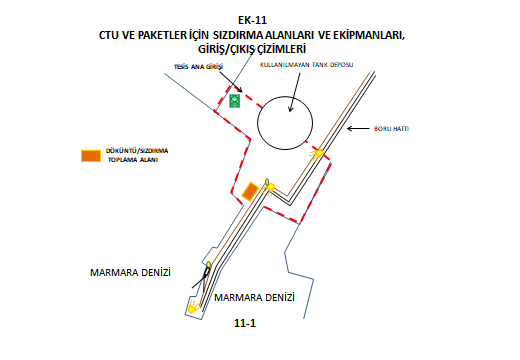 EK-11
CTU VE PAKETLER İÇİN SIZDIRMA ALANLARI VE EKİPMANLARI,
GİRİŞ/ÇIKIŞ ÇİZİMLERİ
TESİS ANA GİRİŞİ
KULLANILMAYAN TANK DEPOSU
BORU HATTI
DÖKÜNTÜ/SIZDIRMA
TOPLAMA ALANI
MARMARA DENİZİ
MARMARA DENİZİ
11-1